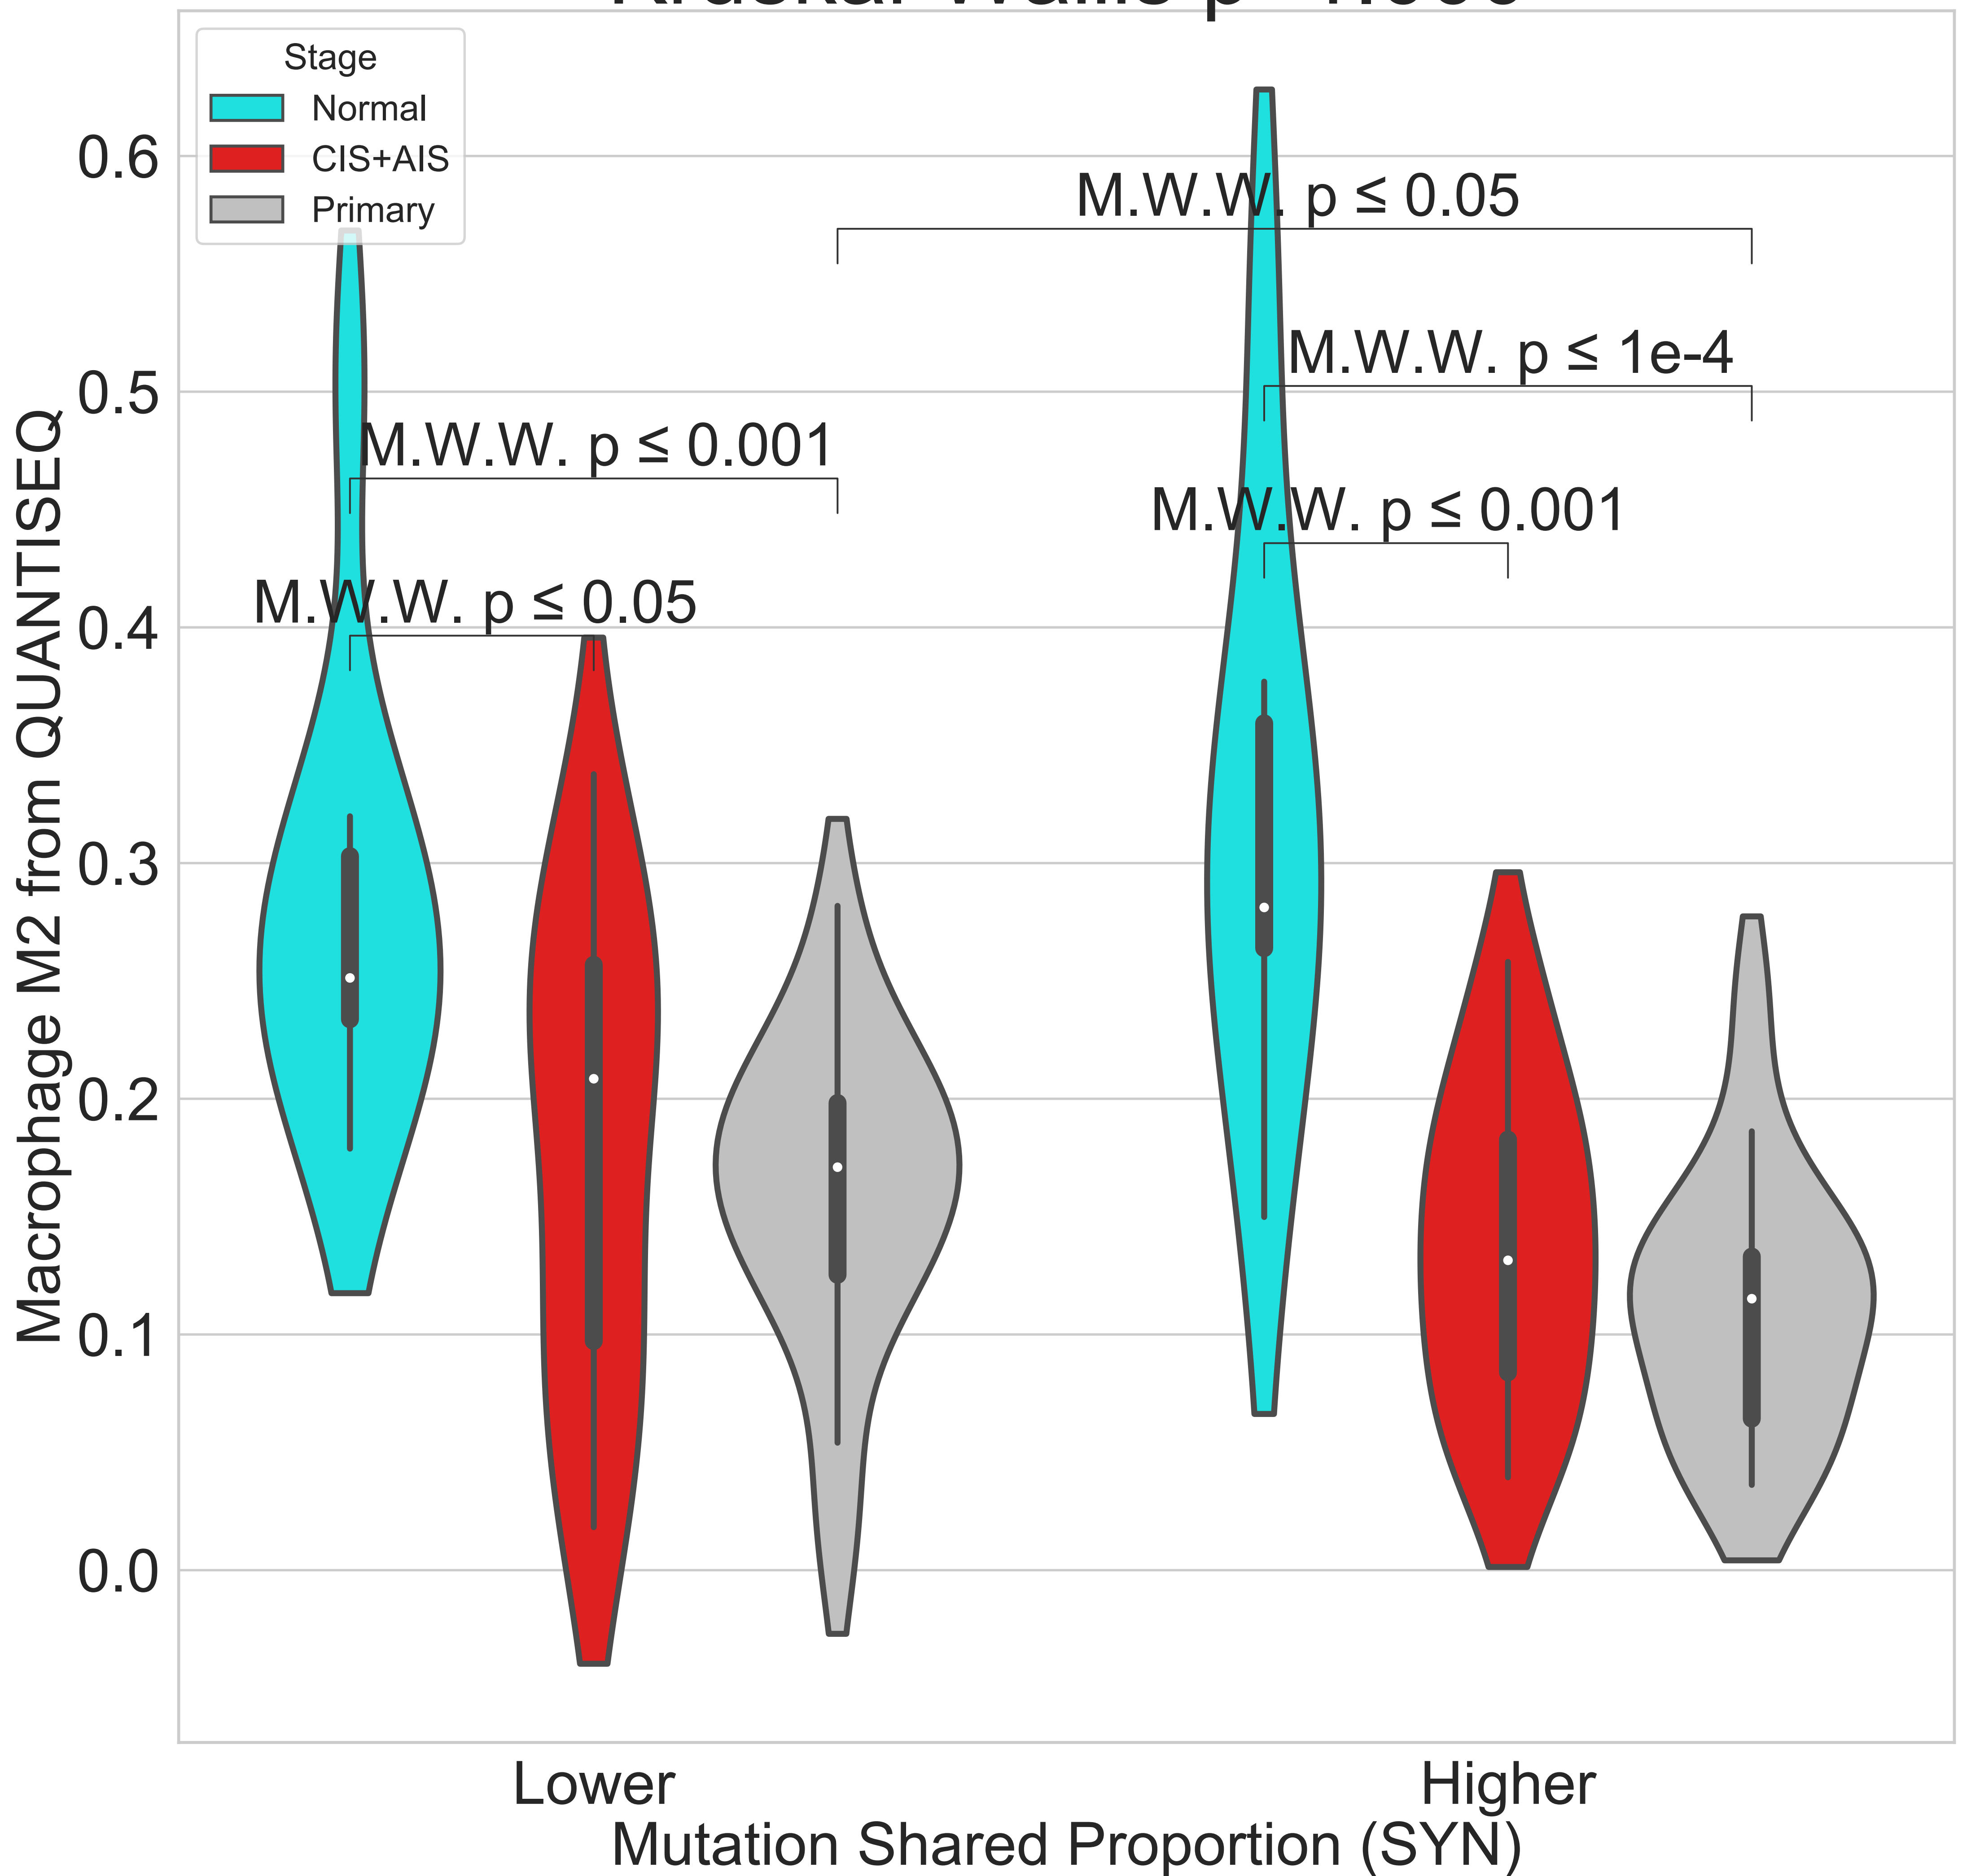 Stage
Normal
CIS+AIS
Primary
M.W.W. p ≤ 0.05
M.W.W. p ≤ 1e-4
M.W.W. p ≤ 0.001
M.W.W. p ≤ 0.001
M.W.W. p ≤ 0.05
0.6
0.5
0.4
0.3
0.2
0.1
0.0
Macrophage M2 from QUANTISEQ
Lower
Higher
Mutation Shared Proportion (SYN)